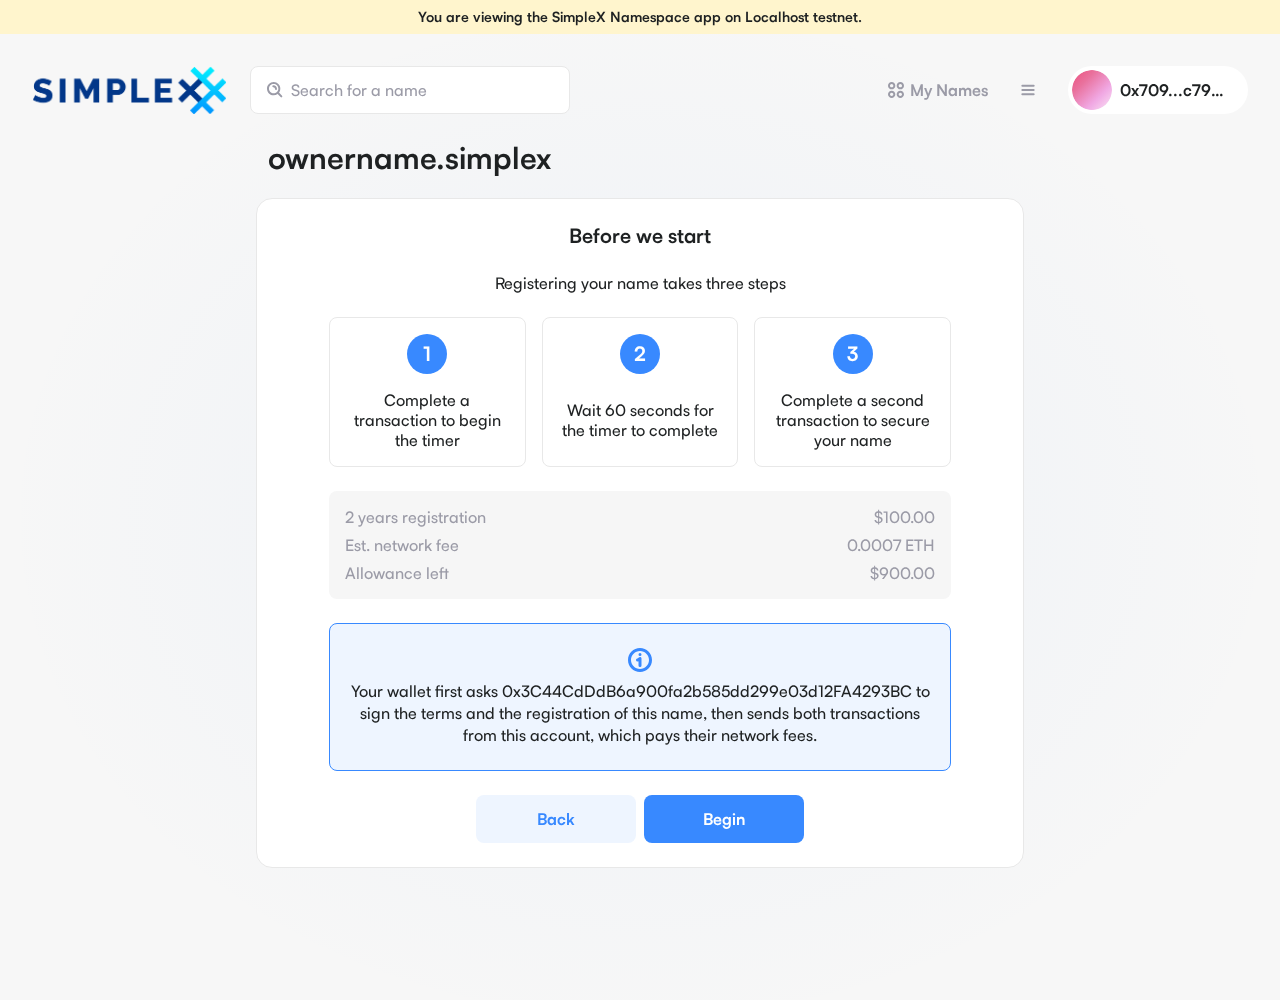 You are viewing the SimpleX Namespace app on Localhost testnet.
SIMPLEX
Search for a name
My Names
0x709...c79...
ownername.simplex
Before we start
Registering your name takes three steps
1
Complete a
transaction to begin
the timer
2
Wait 60 seconds for
the timer to complete
3
Complete a second
transaction to secure
your name
2 years registration $100.00
Est. network fee 0.0007 ETH
Allowance left $900.00
Your wallet first asks 0x3C44CdDdB6a900fa2b585dd299e03d12FA4293BC to
sign the terms and the registration of this name, then sends both transactions
from this account, which pays their network fees.
Back
Begin